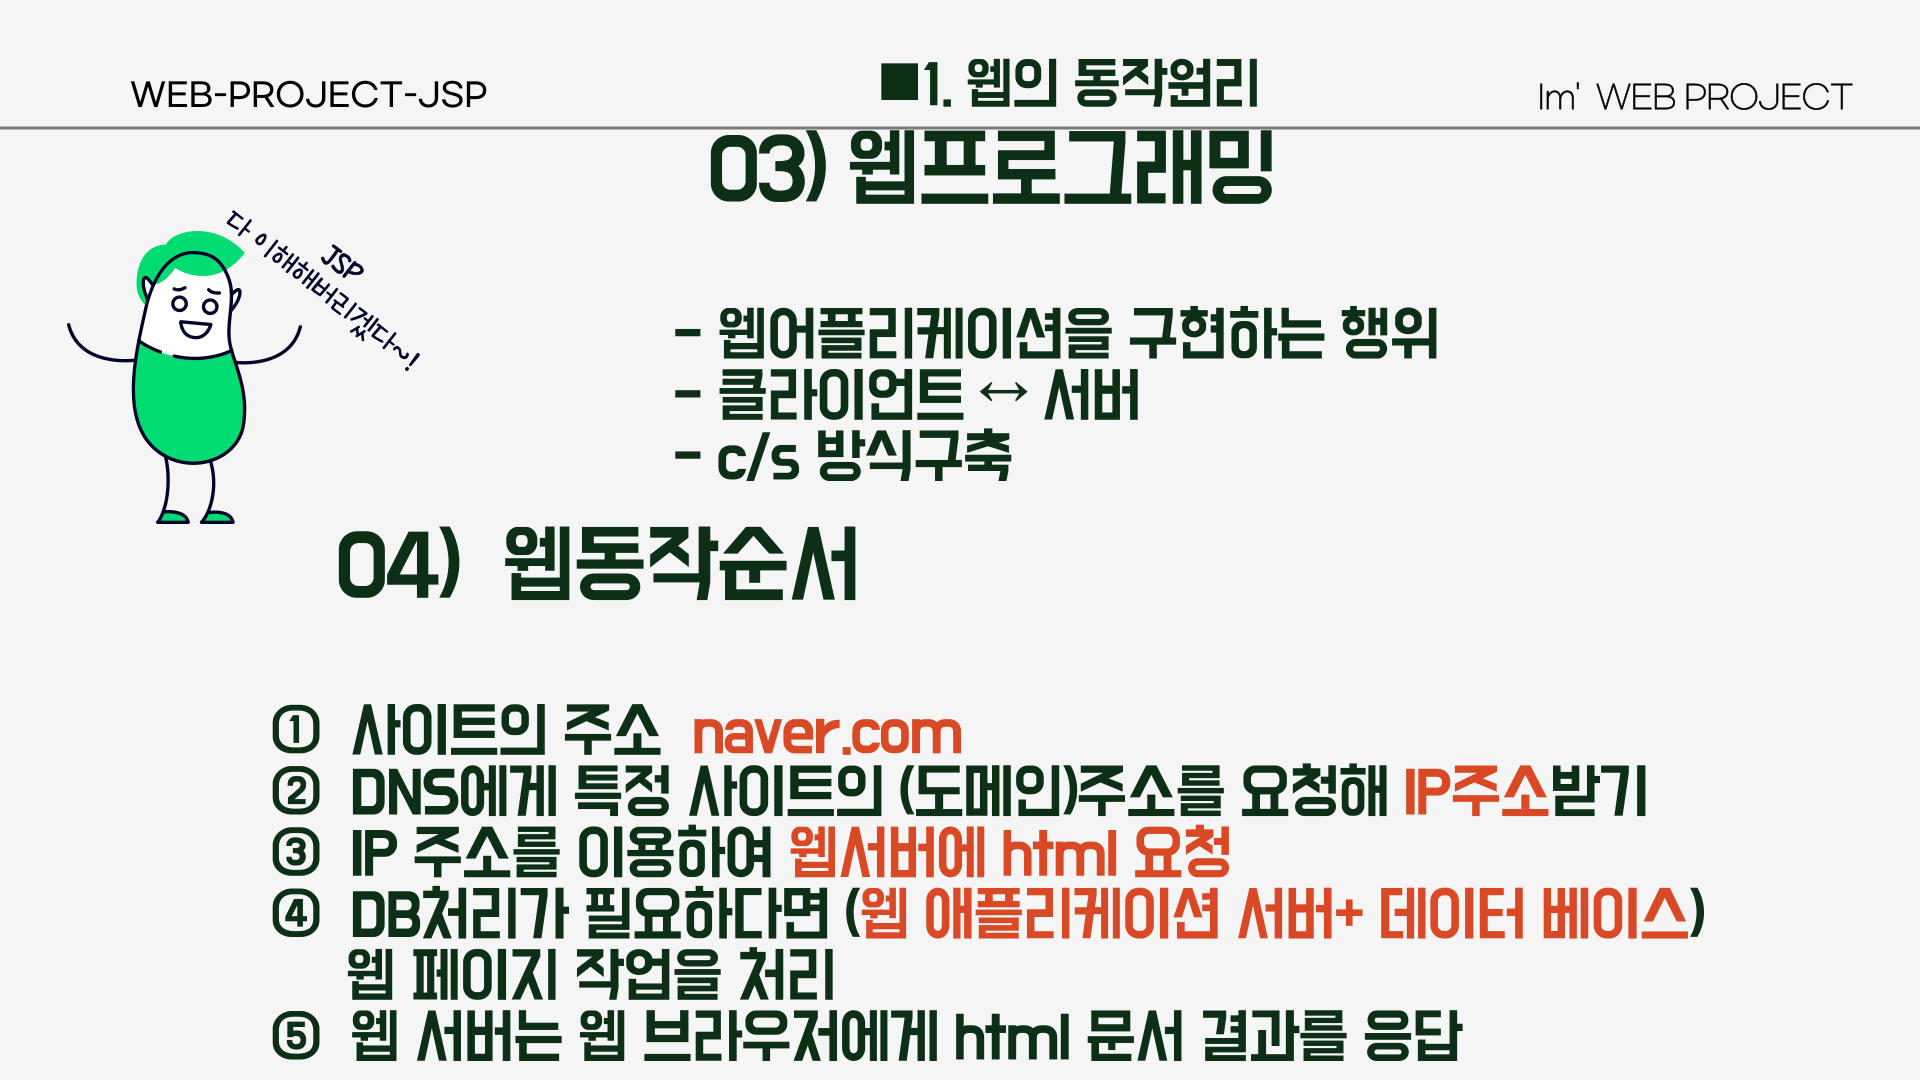 WEB-PROJECT-JSP
■1. 웹의 동작원리
Im' WEB PROJECT
03) 웹프로그래밍
JSP
다 이해해버리겠다~!
- 웹어플리케이션을 구현하는 행위
- 클라이언트 ↔ 서버
- c/s 방식구축
04) 웹동작순서
① 사이트의 주소 naver.com
② DNS에게 특정 사이트의 (도메인)주소를 요청해 IP주소받기
③ IP 주소를 이용하여 웹서버에 html 요청
④ DB처리가 필요하다면 (웹 애플리케이션 서버+ 데이터 베이스)
웹 페이지 작업을 처리
⑤ 웹 서버는 웹 브라우저에게 html 문서 결과를 응답